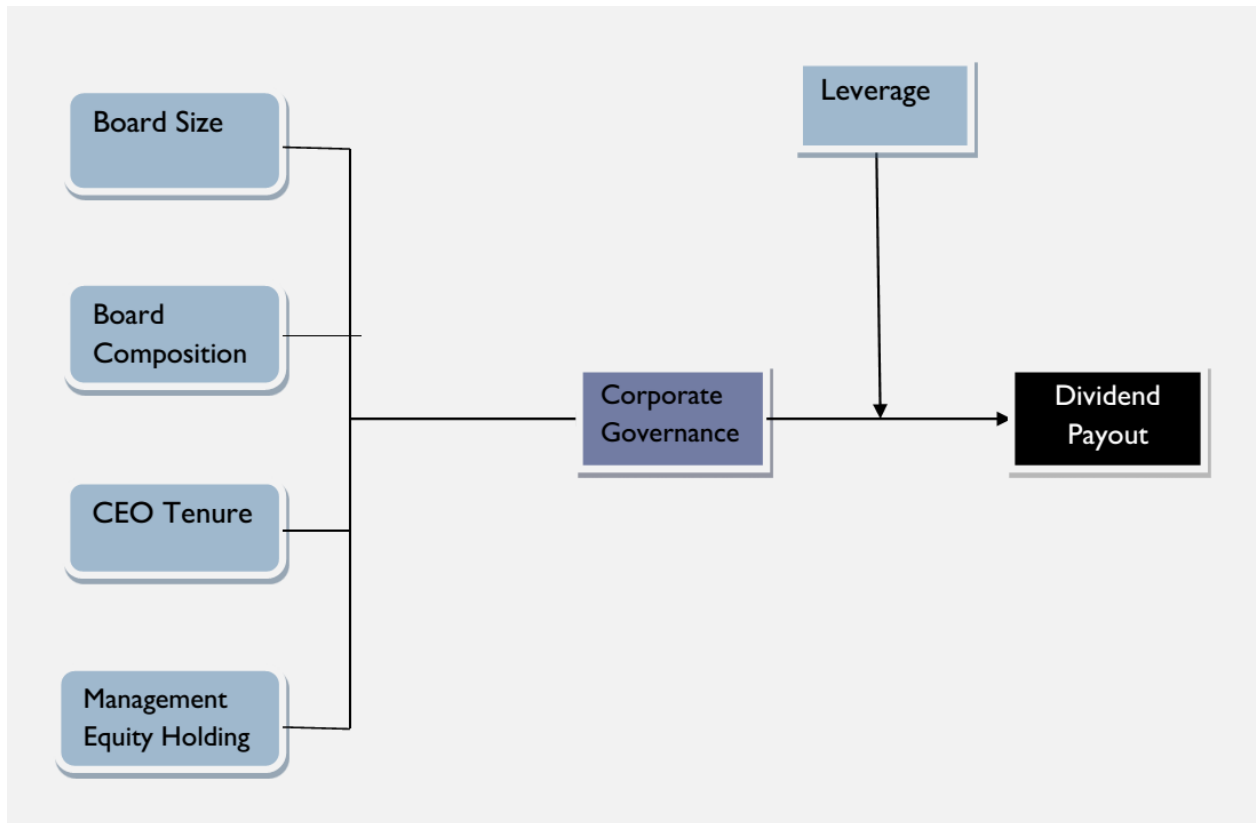 Leverage
Board Size
Board
Composition
Corporate
Governance
Dividend
Payout
CEO Tenure
Management
Equity Holding